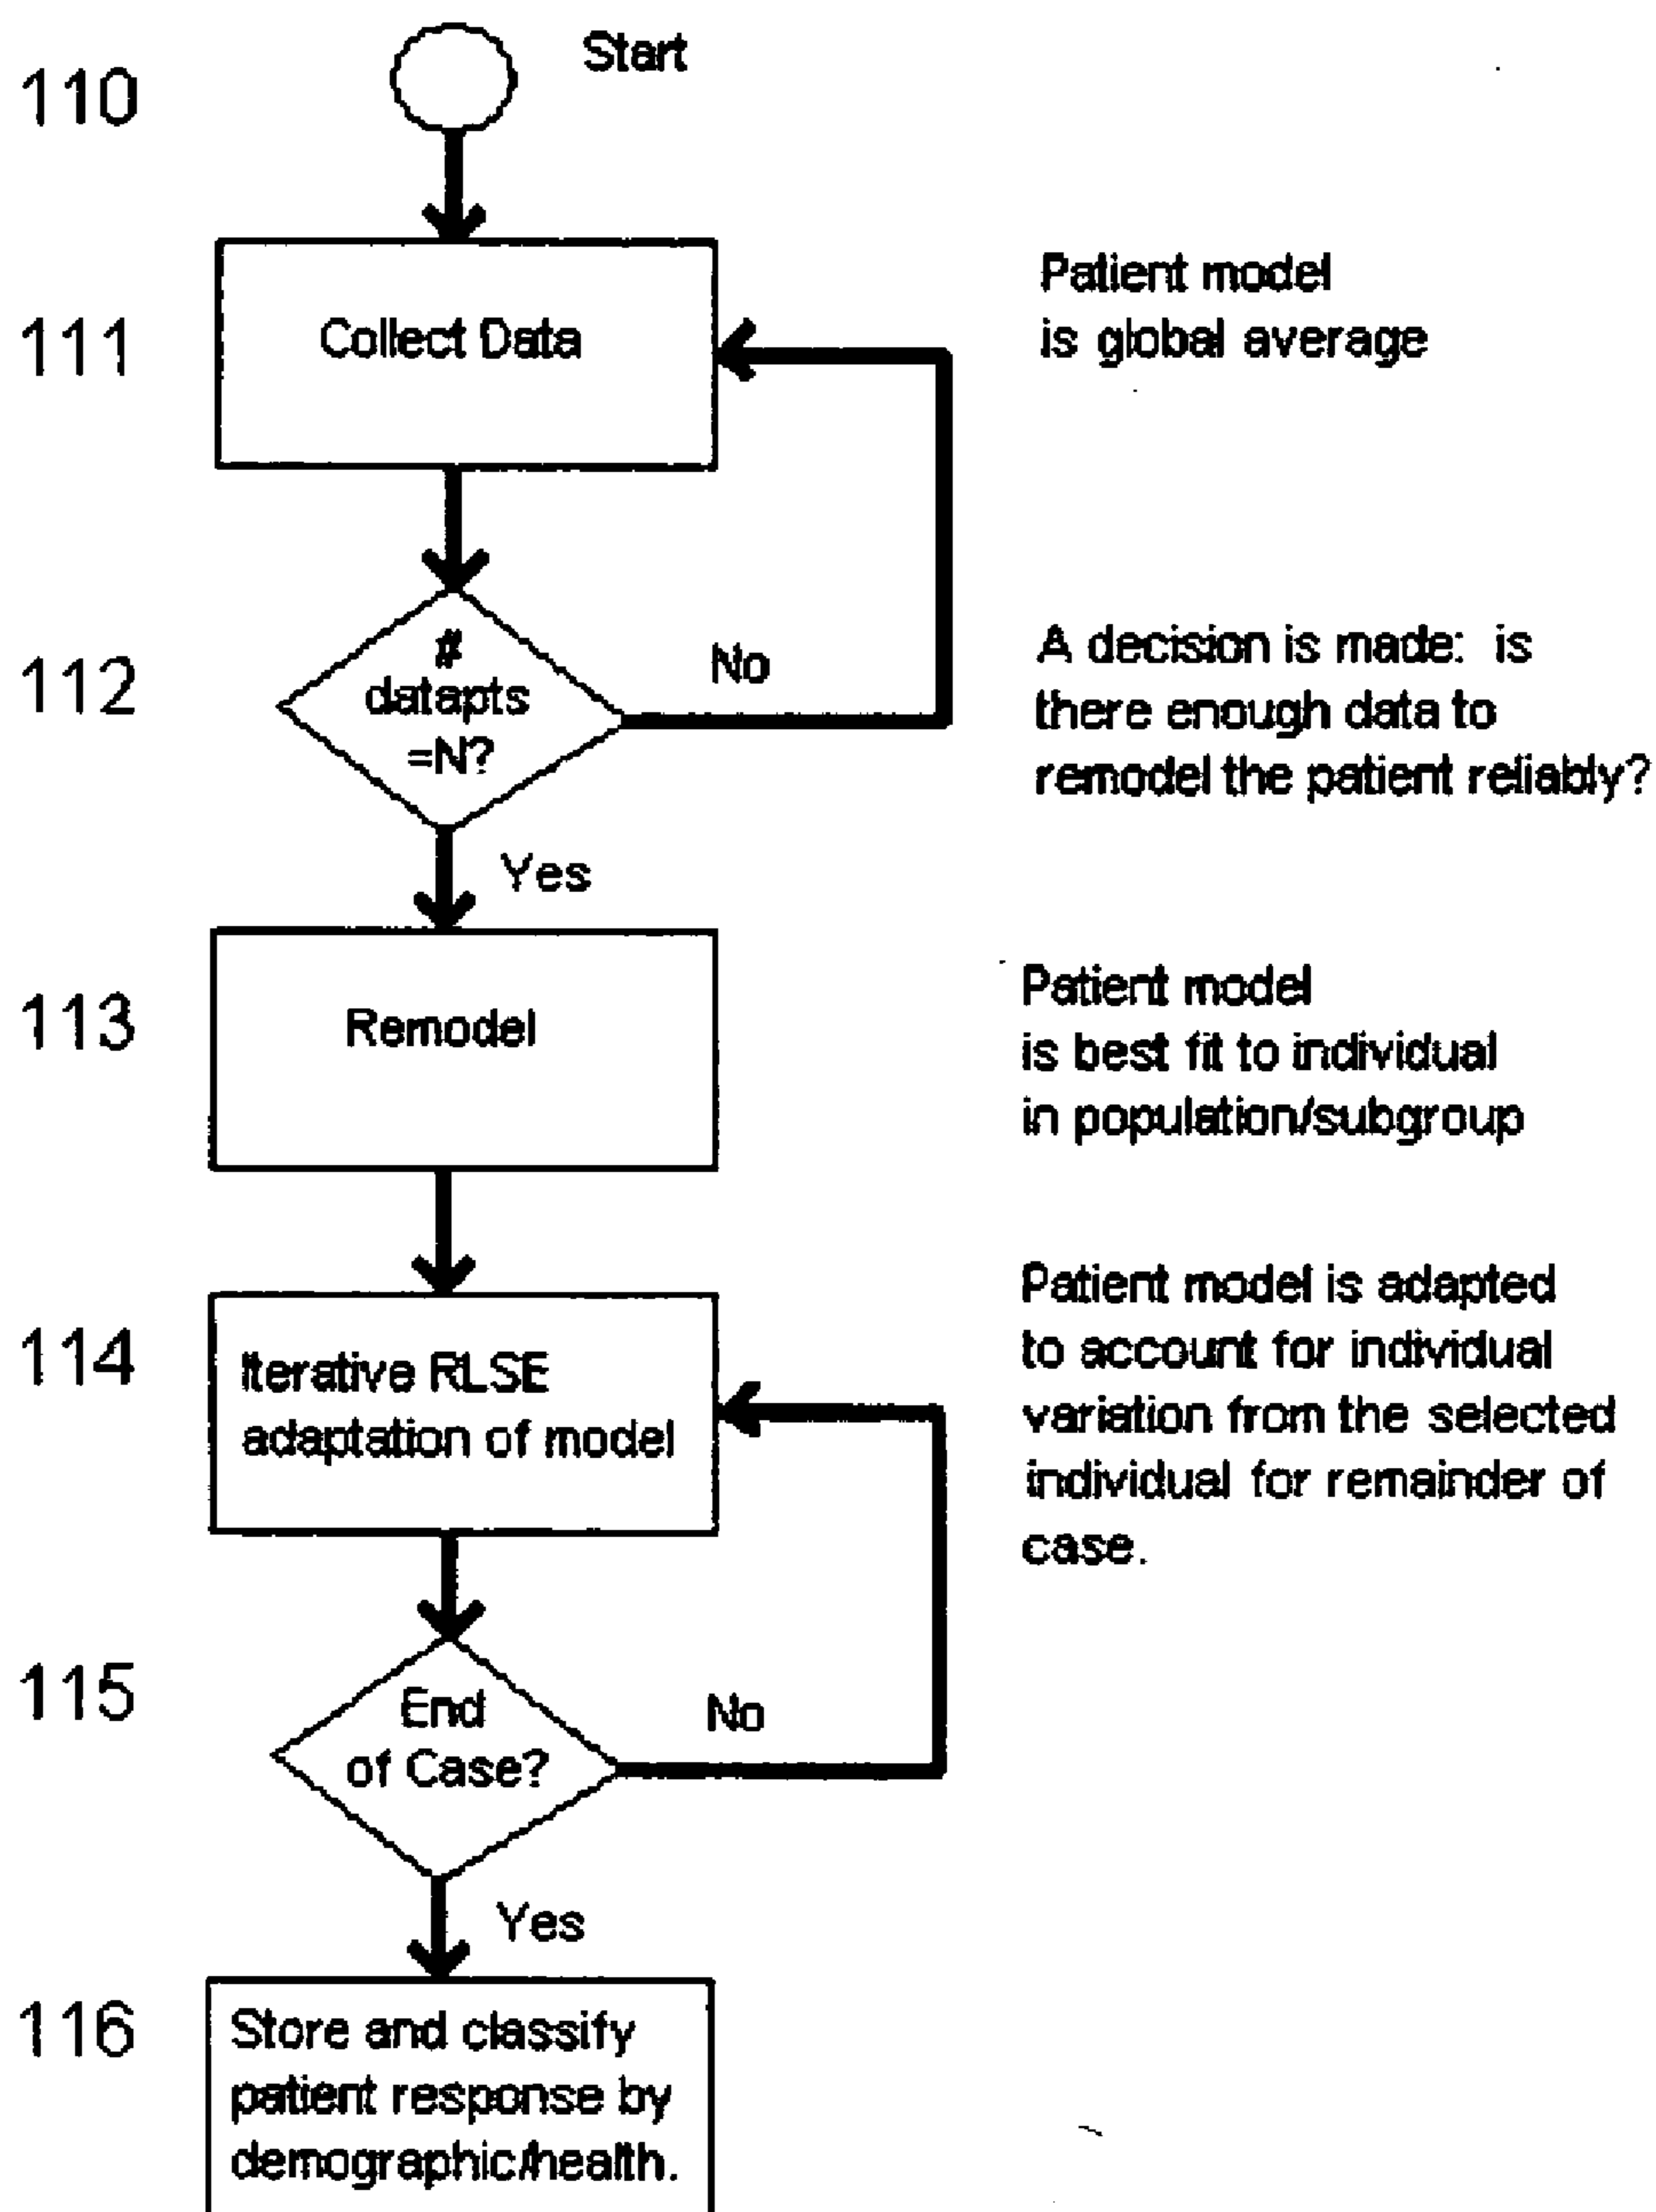 110
Start
111
Collect Data
Patient model
is global average
112
#
datapts
=N?
No
A decision is made: is
there enough data to
remodel the patient reliably?
Yes
113
Remodel
Patient model
is best fit to individual
in population/subgroup
114
Iterative RLSE
adaptation of model
Patient model is adapted
to account for individual
variation from the selected
individual for remainder of
case.
115
End
of Case?
No
Yes
116
Store and classify
patient response by
demographic/health.